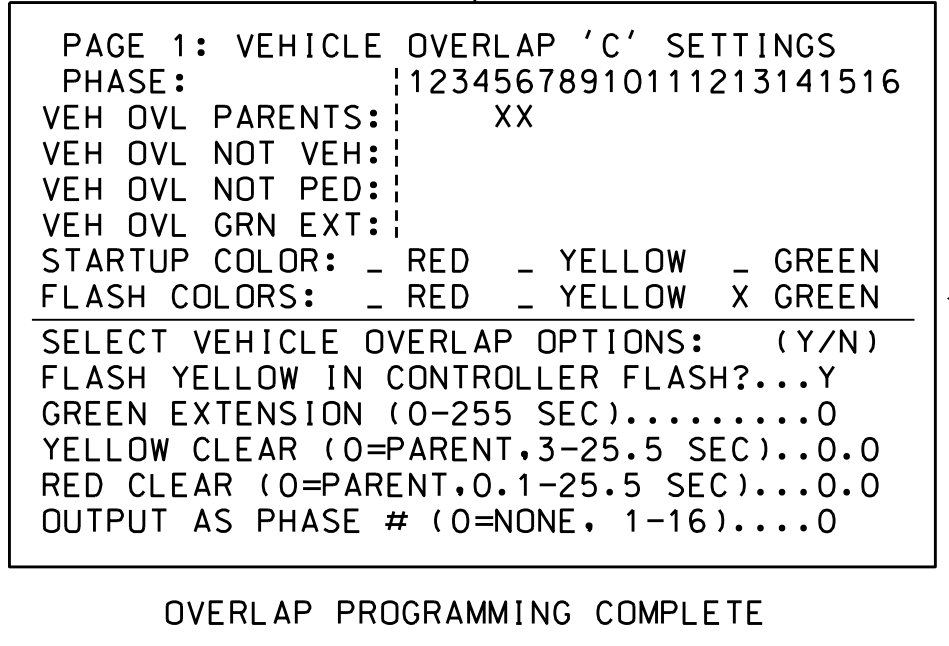 PAGE 1: VEHICLE OVERLAP 'C' SETTINGS
PHASE: 12345678910111213141516
VEH OVL PARENTS: XX
VEH OVL NOT VEH:
VEH OVL NOT PED:
VEH OVL GRN EXT:
STARTUP COLOR: _ RED _ YELLOW _ GREEN
FLASH COLORS: _ RED _ YELLOW X GREEN
SELECT VEHICLE OVERLAP OPTIONS: (Y/N)
FLASH YELLOW IN CONTROLLER FLASH?...Y
GREEN EXTENSION (0-255 SEC).........0
YELLOW CLEAR (0=PARENT,3-25.5 SEC)..0.0
RED CLEAR (0=PARENT,0.1-25.5 SEC)...0.0
OUTPUT AS PHASE # (0=NONE, 1-16)....0
OVERLAP PROGRAMMING COMPLETE